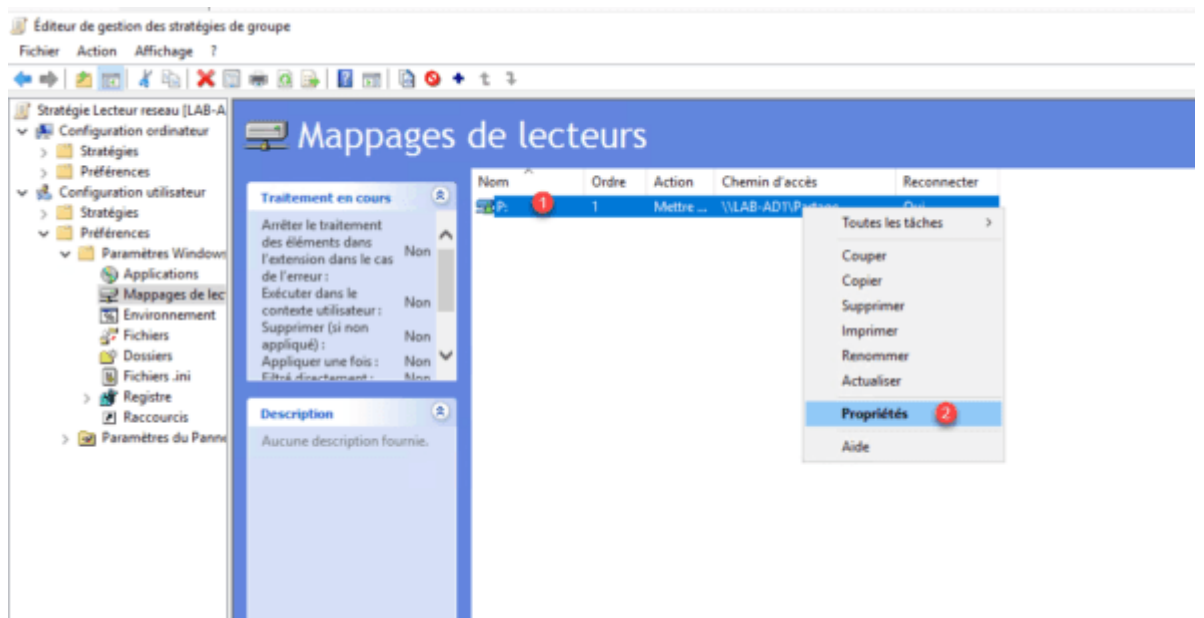 Éditeur de gestion des stratégies de groupe
Fichier Action Affichage ?
Stratégie Lecteur reseau [LAB-A
Configuration ordinateur
Stratégies
Préférences
Configuration utilisateur
Stratégies
Préférences
Paramètres Windows
Applications
Mappages de lec
Environnement
Fichiers
Dossiers
Fichiers .ini
Registre
Raccourcis
Paramètres du Panne
Mappages de lecteurs
Traitement en cours
Arrêter le traitement
des éléments dans
l'extension dans le cas Non
de l'erreur :
Exécuter dans le
contexte utilisateur : Non
Supprimer (si non
appliqué) : Non
Appliquer une fois : Non
Filtré directement : Non
Description
Aucune description fournie.
Nom Ordre Action Chemin d'accès Reconnecter
P: 1 1 Mettre ... \\LAB-AD1\Partage Oui
Toutes les tâches
Couper
Copier
Supprimer
Imprimer
Renommer
Actualiser
Propriétés 2
Aide